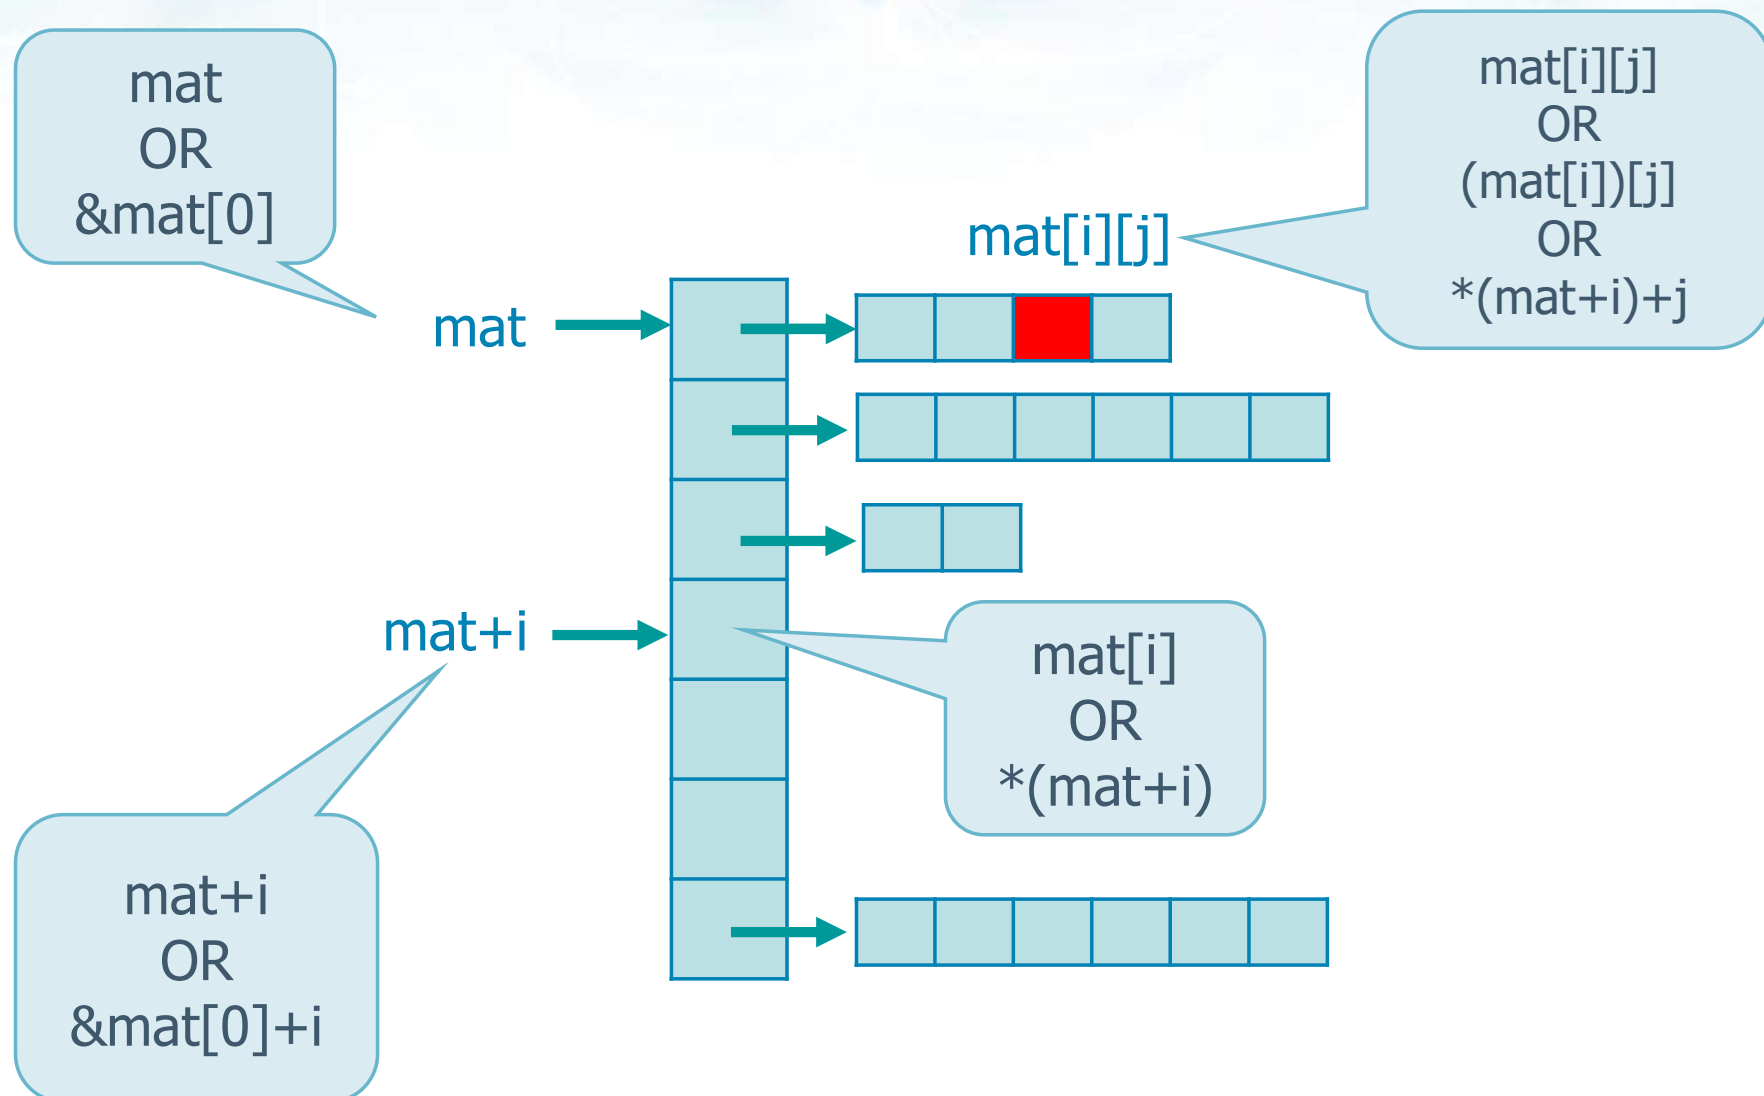 mat
OR
&mat[0]
mat[i][j]
OR
(mat[i])[j]
OR
*(mat+i)+j
mat[i][j]
mat
mat+i
mat[i]
OR
*(mat+i)
mat+i
OR
&mat[0]+i